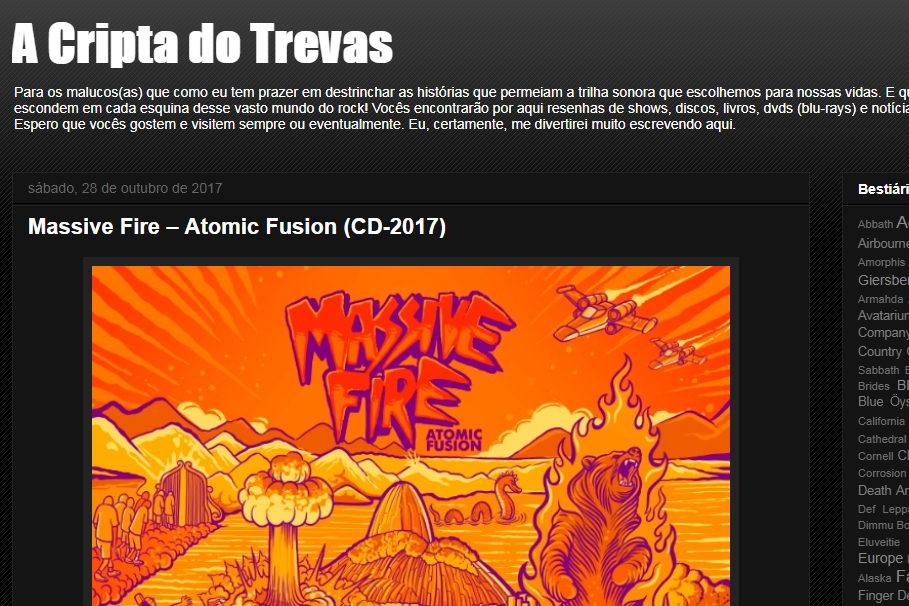 A Cripta do Trevas
Para os malucos(as) que como eu tem prazer em destrinchar as histórias que permeiam a trilha sonora que escolhemos para nossas vidas. E
escondem em cada esquina desse vasto mundo do rock! Vocês encontrarão por aqui resenhas de shows, discos, livros, dvds (blu-rays) e
Espero que vocês gostem e visitem sempre ou eventualmente. Eu, certamente, me divertirei muito escrevendo aqui.
sábado, 28 de outubro de 2017
Massive Fire – Atomic Fusion (CD-2017)
MASSIVE
FIRE
ATOMIC
FUSION
Bestiári
Abbath
Airbourne
Amorphis
Giersber
Armahda
Avatarium
Company
Country
Sabbath
Brides
Blue Öys
California
Cathedral
Cornell
Corrosion
Death
Def Leppa
Dimmu Bo
Eluveitie
Europe
Alaska
Finger De